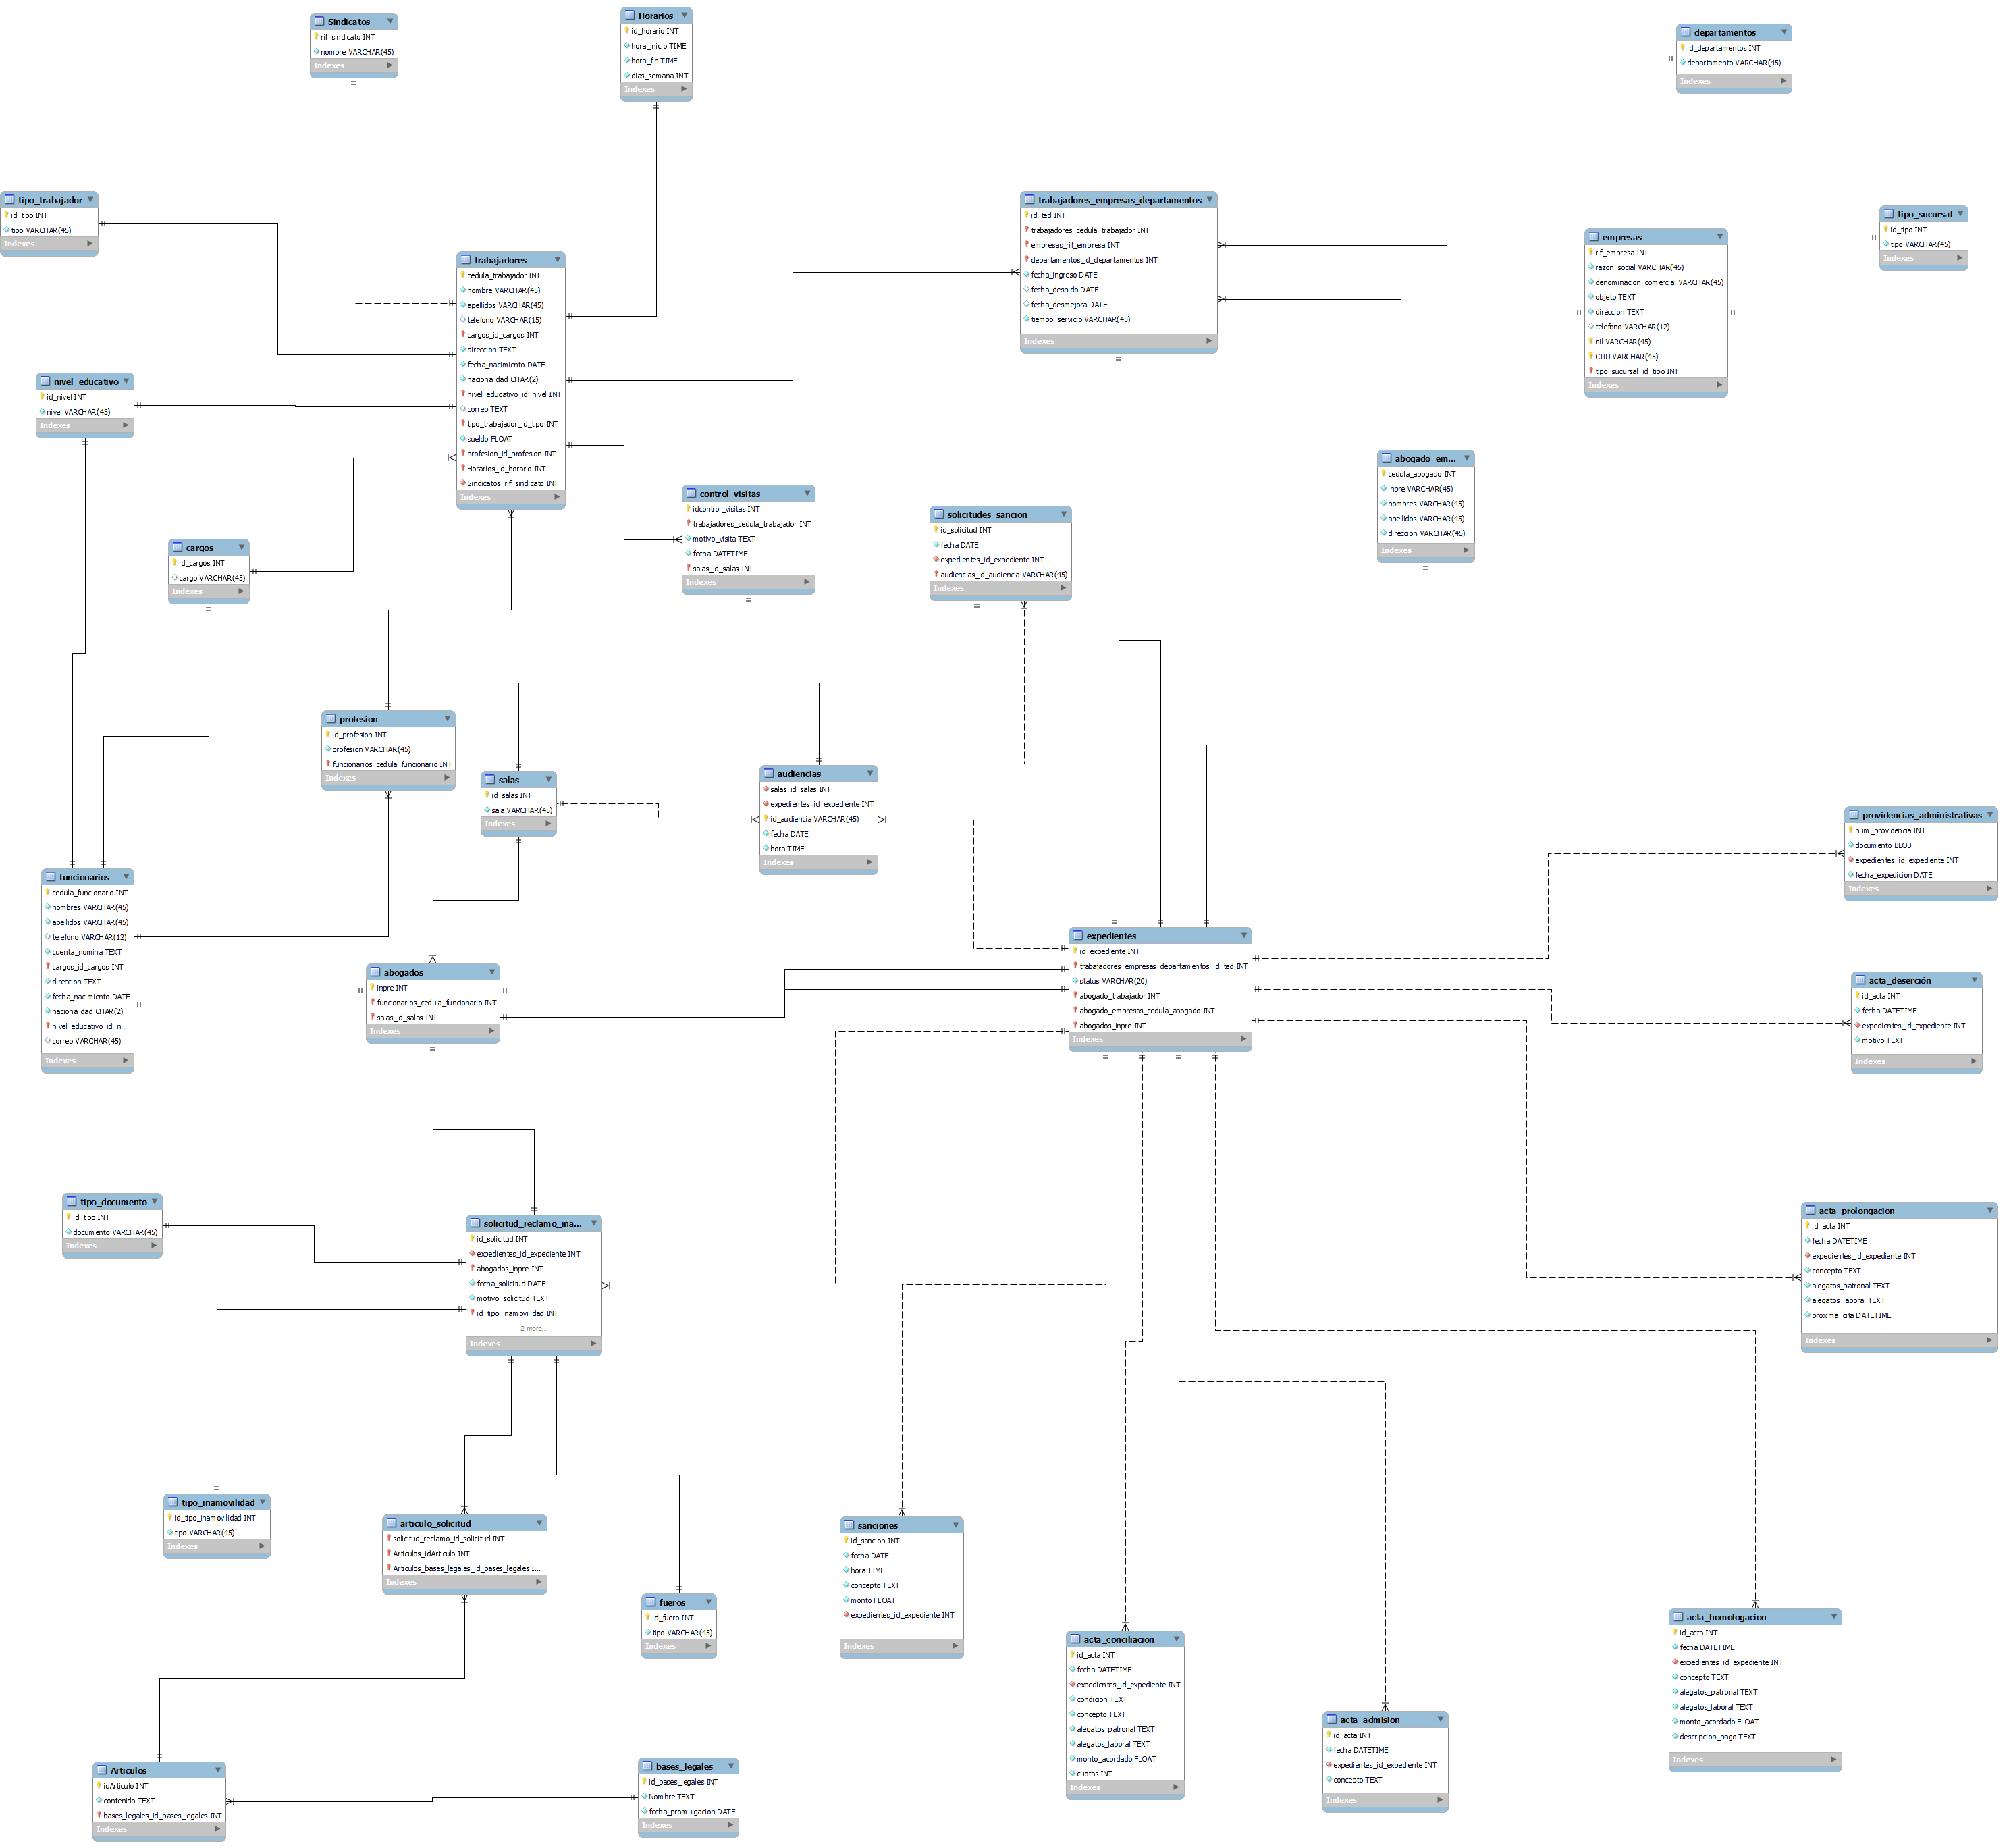 Sindicatos
rif_sindicato INT
nombre VARCHAR(45)
Indexes
Horarios
id_horario INT
hora_inicio TIME
hora_fin TIME
dias_semana INT
Indexes
departamentos
id_departamentos INT
departamento VARCHAR(45)
Indexes
tipo_trabajador
id_tipo INT
tipo VARCHAR(45)
Indexes
trabajadores
cedula_trabajador INT
nombre VARCHAR(45)
apellidos VARCHAR(45)
telefono VARCHAR(15)
cargos_id_cargos INT
direccion TEXT
fecha_nacimiento DATE
nacionalidad CHAR(2)
nivel_educativo_id_nivel INT
correo TEXT
tipo_trabajador_id_tipo INT
sueldo FLOAT
profesion_id_profesion INT
Horarios_id_horario INT
Sindicatos_rif_sindicato INT
Indexes
trabajadores_empresas_departamentos
id_ted INT
trabajadores_cedula_trabajador INT
empresas_rif_empresa INT
departamentos_id_departamentos INT
fecha_ingreso DATE
fecha_despido DATE
fecha_desmejora DATE
tiempo_servicio VARCHAR(45)
Indexes
empresas
rif_empresa INT
razon_social VARCHAR(45)
denominacion_comercial VARCHAR(45)
objeto TEXT
direccion TEXT
telefono VARCHAR(12)
nil VARCHAR(45)
CIIU VARCHAR(45)
tipo_sucursal_id_tipo INT
Indexes
tipo_sucursal
id_tipo INT
tipo VARCHAR(45)
Indexes
nivel_educativo
id_nivel INT
nivel VARCHAR(45)
Indexes
cargos
id_cargos INT
cargo VARCHAR(45)
Indexes
control_visitas
idcontrol_visitas INT
trabajadores_cedula_trabajador INT
motivo_visita TEXT
fecha DATETIME
salas_id_salas INT
Indexes
solicitudes_sancion
id_solicitud INT
fecha DATE
expedientes_id_expediente INT
audiencias_id_audiencia VARCHAR(45)
Indexes
abogado_em...
cedula_abogado INT
inpre VARCHAR(45)
nombres VARCHAR(45)
apellidos VARCHAR(45)
direccion VARCHAR(45)
Indexes
profesion
id_profesion INT
profesion VARCHAR(45)
funcionarios_cedula_funcionario INT
Indexes
salas
id_salas INT
sala VARCHAR(45)
Indexes
audiencias
salas_id_salas INT
expedientes_id_expediente INT
id_audiencia VARCHAR(45)
fecha DATE
hora TIME
Indexes
providencias_administrativas
num_providencia INT
documento BLOB
expedientes_id_expediente INT
fecha_expedicion DATE
Indexes
funcionarios
cedula_funcionario INT
nombres VARCHAR(45)
apellidos VARCHAR(45)
telefono VARCHAR(12)
cuenta_nomina TEXT
cargos_id_cargos INT
direccion TEXT
fecha_nacimiento DATE
nacionalidad CHAR(2)
nivel_educativo_id_ni...
correo VARCHAR(45)
Indexes
abogados
inpre INT
funcionarios_cedula_funcionario INT
salas_id_salas INT
Indexes
expedientes
id_expediente INT
trabajadores_empresas_departamentos_id_ted INT
status VARCHAR(20)
abogado_trabajador INT
abogado_empresas_cedula_abogado INT
abogados_inpre INT
Indexes
acta_deserción
id_acta INT
fecha DATETIME
expedientes_id_expediente INT
motivo TEXT
Indexes
tipo_documento
id_tipo INT
documento VARCHAR(45)
Indexes
solicitud_reclamo_ina...
id_solicitud INT
expedientes_id_expediente INT
abogados_inpre INT
fecha_solicitud DATE
motivo_solicitud TEXT
id_tipo_inamovilidad INT
2 more...
Indexes
acta_prolongacion
id_acta INT
fecha DATETIME
expedientes_id_expediente INT
concepto TEXT
alegatos_patronal TEXT
alegatos_laboral TEXT
proxima_cita DATETIME
Indexes
tipo_inamovilidad
id_tipo_inamovilidad INT
tipo VARCHAR(45)
Indexes
articulo_solicitud
solicitud_reclamo_id_solicitud INT
Articulos_idArticulo INT
Articulos_bases_legales_id_bases_legales I...
Indexes
fueros
id_fuero INT
tipo VARCHAR(45)
Indexes
sanciones
id_sancion INT
fecha DATE
hora TIME
concepto TEXT
monto FLOAT
expedientes_id_expediente INT
Indexes
acta_conciliacion
id_acta INT
fecha DATETIME
expedientes_id_expediente INT
condicion TEXT
concepto TEXT
alegatos_patronal TEXT
alegatos_laboral TEXT
monto_acordado FLOAT
cuotas INT
Indexes
acta_admision
id_acta INT
fecha DATETIME
expedientes_id_expediente INT
concepto TEXT
Indexes
acta_homologacion
id_acta INT
fecha DATETIME
expedientes_id_expediente INT
concepto TEXT
alegatos_patronal TEXT
alegatos_laboral TEXT
monto_acordado FLOAT
descripcion_pago TEXT
Indexes
Articulos
idArticulo INT
contenido TEXT
bases_legales_id_bases_legales INT
Indexes
bases_legales
id_bases_legales INT
Nombre TEXT
fecha_promulgacion DATE
Indexes